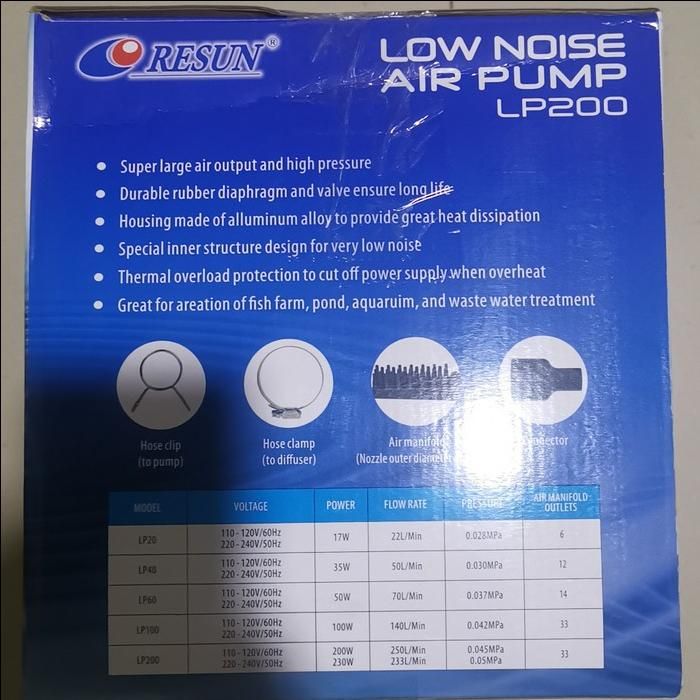 RESUN®
LOW NOISE
AIR PUMP
LP200
Super large air output and high pressure
Durable rubber diaphragm and valve ensure long life
Housing made of alluminum alloy to provide great heat dissipation
Special inner structure design for very low noise
Thermal overload protection to cut off power supply when overheat
Great for areation of fish farm, pond, aquaruim, and waste water treatment
Hose clip
(to pump)
Hose clamp
(to diffuser)
Air manifold
(Nozzle outer diameter
MODEL VOLTAGE POWER FLOW RATE PRESSURE AIR MANIFOLD OUTLETS
LP20 110-120V/60Hz 220-240V/50Hz 17W 22L/Min 0.028MPa 6
LP40 110-120V/60Hz 220-240V/50Hz 35W 50L/Min 0.030MPa 12
LP60 110-120V/60Hz 220-240V/50Hz 50W 70L/Min 0.037MPa 14
LP100 110-120V/60Hz 220-240V/50Hz 100W 140L/Min 0.042MPa 33
LP200 110-120V/60Hz 220-240V/50Hz 200W 230W 250L/Min 233L/Min 0.045MPa 0.05MPa 33